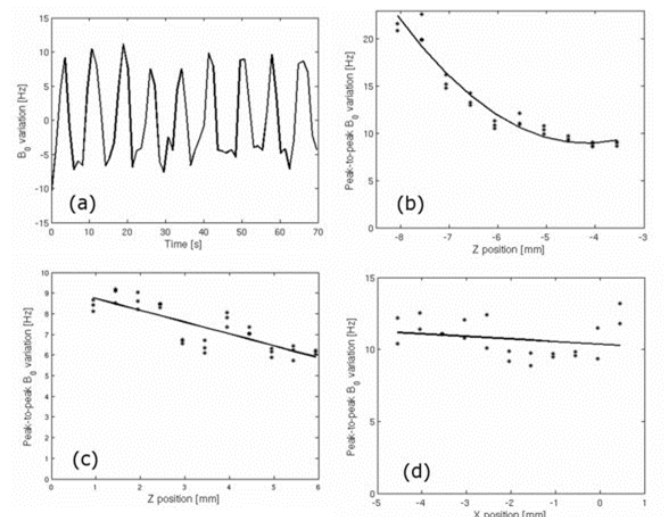 15
10
5
0
-5
-10
-15
0 10 20 30 40 50 60 70
B0 variation [Hz]
Time [s]
(a)
20
15
10
5
0
-8 -7 -6 -5 -4 -3
Peak-to-peak B0 variation [Hz]
Z position [mm]
(b)
10
9
8
7
6
5
4
3
2
1
0
0 1 2 3 4 5 6
Peak-to-peak B0 variation [Hz]
Z position [mm]
(c)
15
10
5
0
-5 -4 -3 -2 -1 0 1
Peak-to-peak B0 variation [Hz]
X position [mm]
(d)